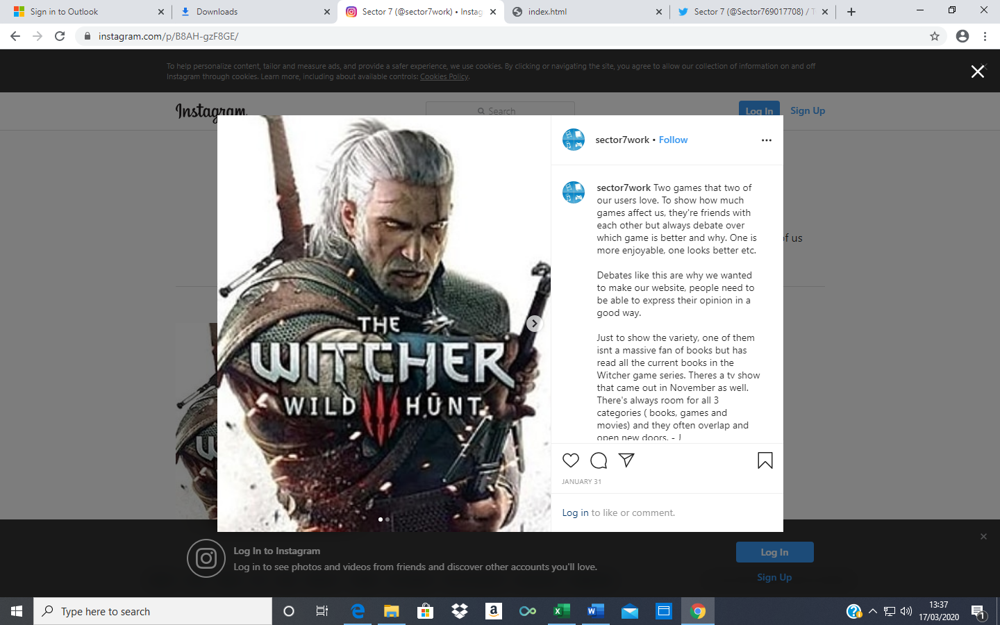 Sign in to Outlook
Downloads
Sector 7 (@sector7work) • Instag
index.html
Sector 7 (@Sector769017708) / T
instagram.com/p/B8AH-gzF8GE/
To help personalize content, tailor and measure ads, and provide a safer experience, we use cookies. By clicking or navigating the site, you agree to allow our collection of information on and off
Instagram through cookies. Learn more, including about available controls: Cookies Policy.
Instagram
Search
Log In
Sign Up
sector7work • Follow
sector7work Two games that two of
our users love. To show how much
games affect us, they're friends with
each other but always debate over
which game is better and why. One is
more enjoyable, one looks better etc.
Debates like this are why we wanted
to make our website, people need to
be able to express their opinion in a
good way.
Just to show the variety, one of them
isnt a massive fan of books but has
read all the current books in the
Witcher game series. Theres a tv show
that came out in November as well.
There's always room for all 3
categories ( books, games and
movies) and they often overlap and
open new doors. - J
of us
THE
WITCHER
WILD HUNT
JANUARY 31
Log in to like or comment.
Log In to Instagram
Log in to see photos and videos from friends and discover other accounts you'll love.
Log In
Sign Up
Type here to search
13:37
17/03/2020
1